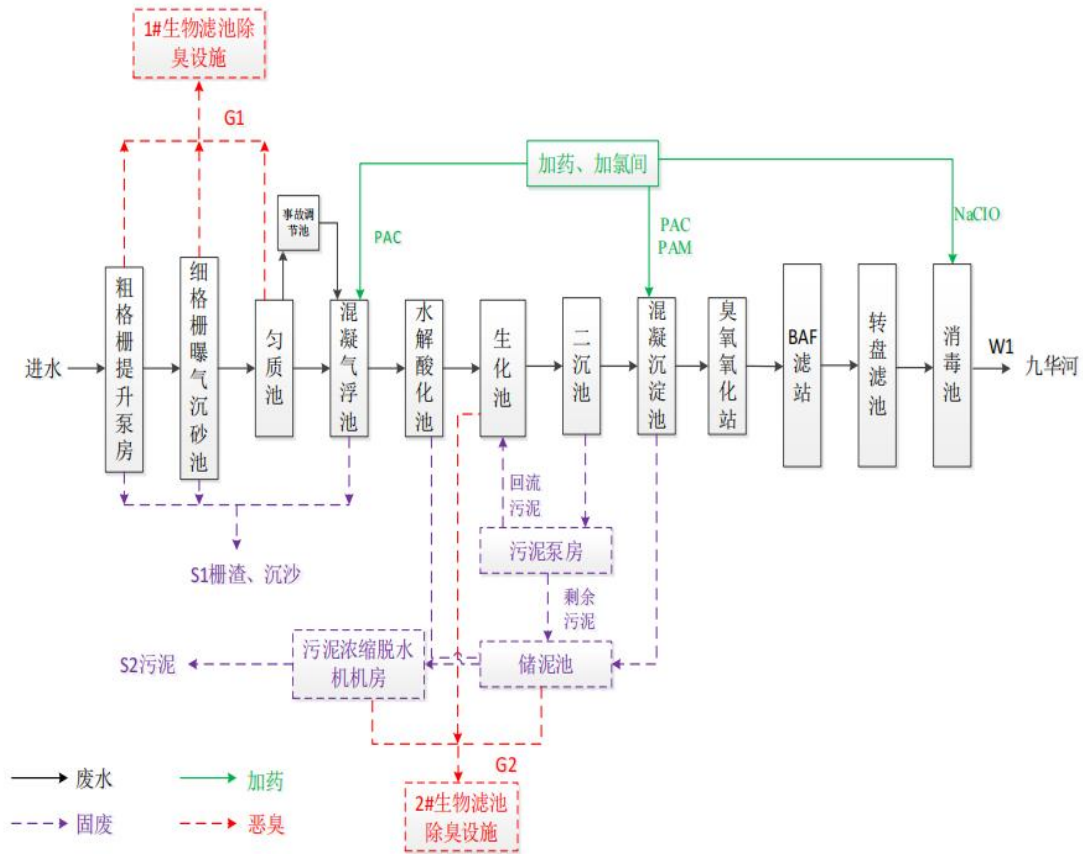 1#生物滤池除
臭设施
G1
加药、加氯间
事故调
节池
PAC
PAC
PAM
NaClO
进水
粗格栅提升泵房
细格栅曝气沉砂池
匀质池
混凝气浮池
水解酸化池
生化池
二沉池
混凝沉淀池
臭氧氧化站
BAF
滤站
转盘滤池
消毒池
W1
九华河
回流
污泥
污泥泵房
S1栅渣、沉沙
剩余
污泥
S2污泥
污泥浓缩脱水
机机房
储泥池
G2
2#生物滤池
除臭设施
废水
加药
固废
恶臭